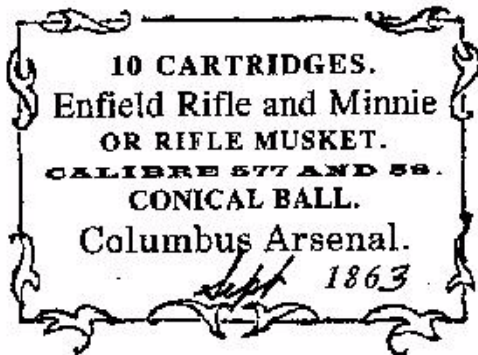 10 CARTRIDGES.
Enfield Rifle and Minnie
OR RIFLE MUSKET.
CALIBRE 577 AND 58.
CONICAL BALL.
Columbus Arsenal.
Sept 1863